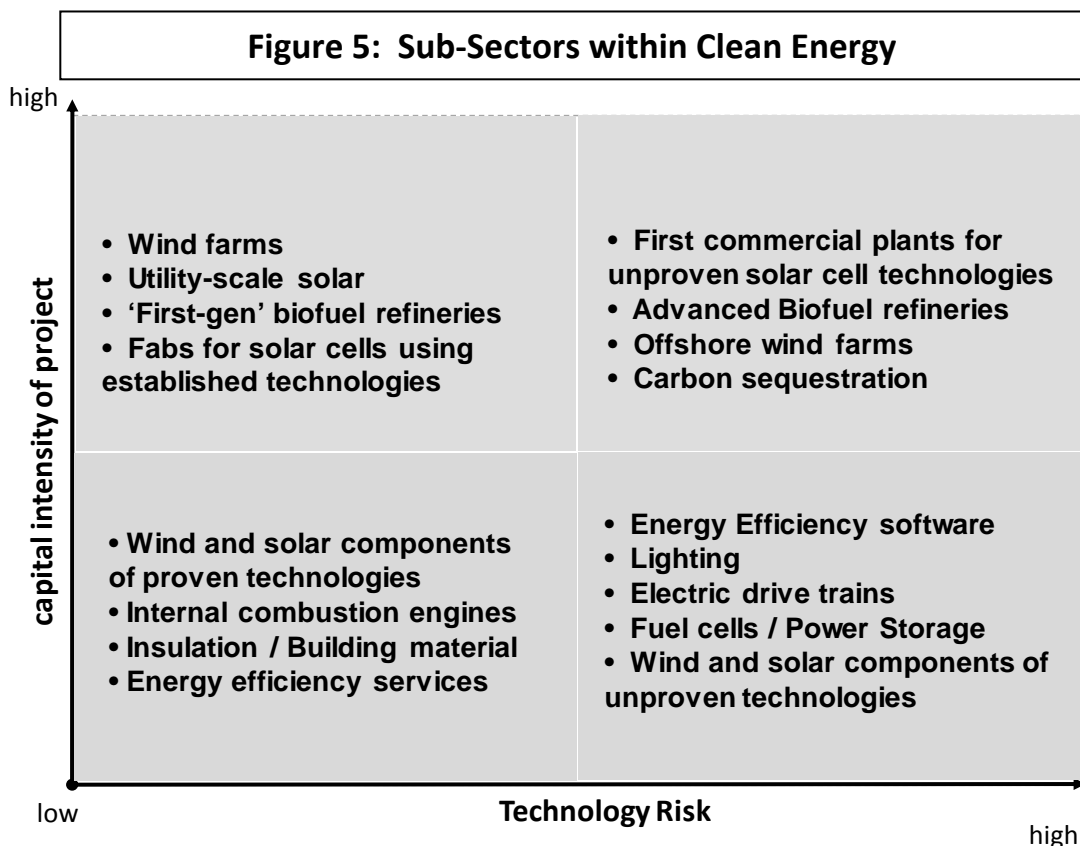 Figure 5: Sub-Sectors within Clean Energy
high
capital intensity of project
• Wind farms
• Utility-scale solar
• ‘First-gen’ biofuel refineries
• Fabs for solar cells using
established technologies
• First commercial plants for
unproven solar cell technologies
• Advanced Biofuel refineries
• Offshore wind farms
• Carbon sequestration
• Wind and solar components
of proven technologies
• Internal combustion engines
• Insulation / Building material
• Energy efficiency services
• Energy Efficiency software
• Lighting
• Electric drive trains
• Fuel cells / Power Storage
• Wind and solar components of
unproven technologies
low
Technology Risk
high